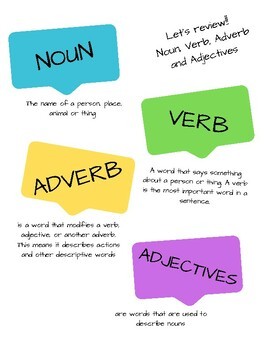 Let's review!!
Noun, Verb, Adverb
and Adjectives
NOUN
The name of a person, place,
animal or thing
VERB
A word that says something
about a person or thing. A verb
is the most important word in a
sentence.
ADVERB
is a word that modifies a verb,
adjective, or another adverb.
This means it describes actions
and other descriptive words
ADJECTIVES
are words that are used to
describe nouns